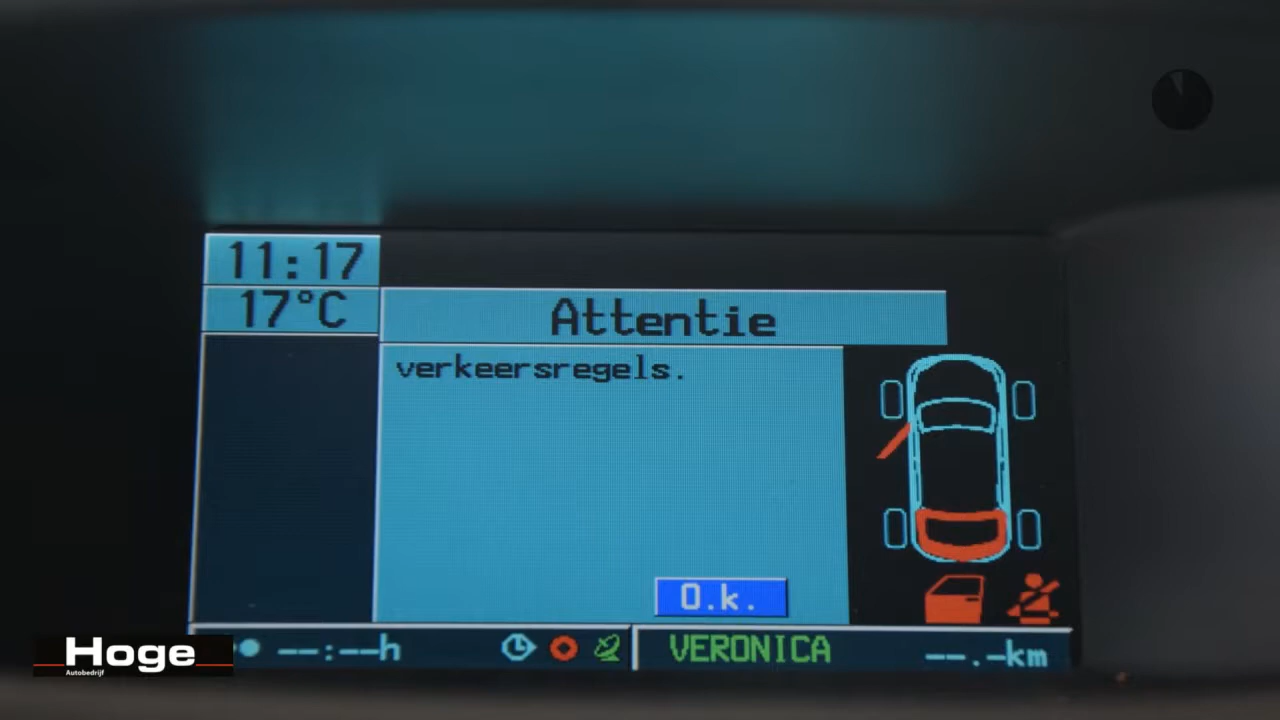 11:17
17°C
Attentie
verkeersregels.
O.k.
--:--h
VERONICA
--.-km
Hoge
Autobedrijf